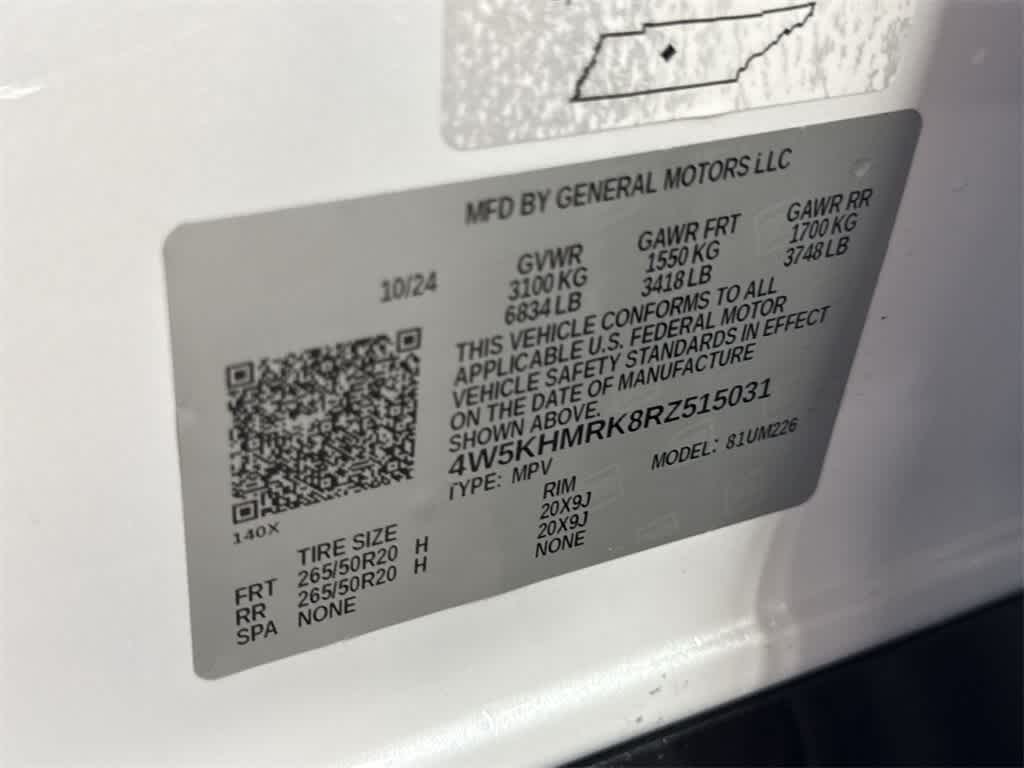 MFD BY GENERAL MOTORS LLC
10/24
GVWR
3100 KG
6834 LB
GAWR FRT
1550 KG
3418 LB
GAWR RR
1700 KG
3748 LB
THIS VEHICLE CONFORMS TO ALL
APPLICABLE U.S. FEDERAL MOTOR
VEHICLE SAFETY STANDARDS IN EFFECT
ON THE DATE OF MANUFACTURE
SHOWN ABOVE.
4W5KHMRK8RZ515031
TYPE: MPV MODEL: 81UM226
140X
TIRE SIZE RIM
FRT 265/50R20 H 20X9J
RR 265/50R20 H 20X9J
SPA NONE NONE